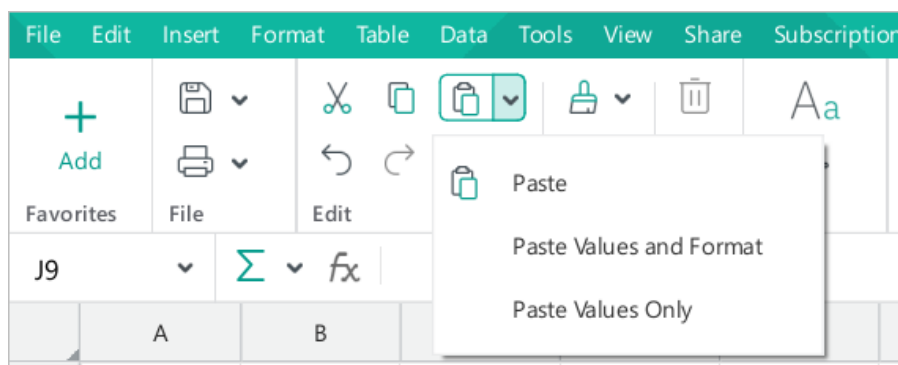 File Edit Insert Format Table Data Tools View Share Subscription
Aa
Add
Paste
Favorites File Edit
Paste Values and Format
J9 Σ fx
Paste Values Only
A B